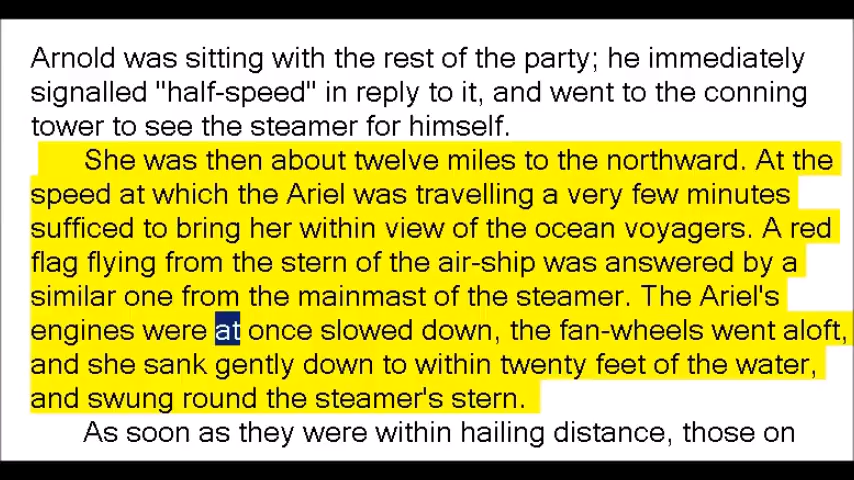 Arnold was sitting with the rest of the party; he immediately
signalled "half-speed" in reply to it, and went to the conning
tower to see the steamer for himself.
She was then about twelve miles to the northward. At the
speed at which the Ariel was travelling a very few minutes
sufficed to bring her within view of the ocean voyagers. A red
flag flying from the stern of the air-ship was answered by a
similar one from the mainmast of the steamer. The Ariel's
engines were at once slowed down, the fan-wheels went aloft,
and she sank gently down to within twenty feet of the water,
and swung round the steamer's stern.
As soon as they were within hailing distance, those on